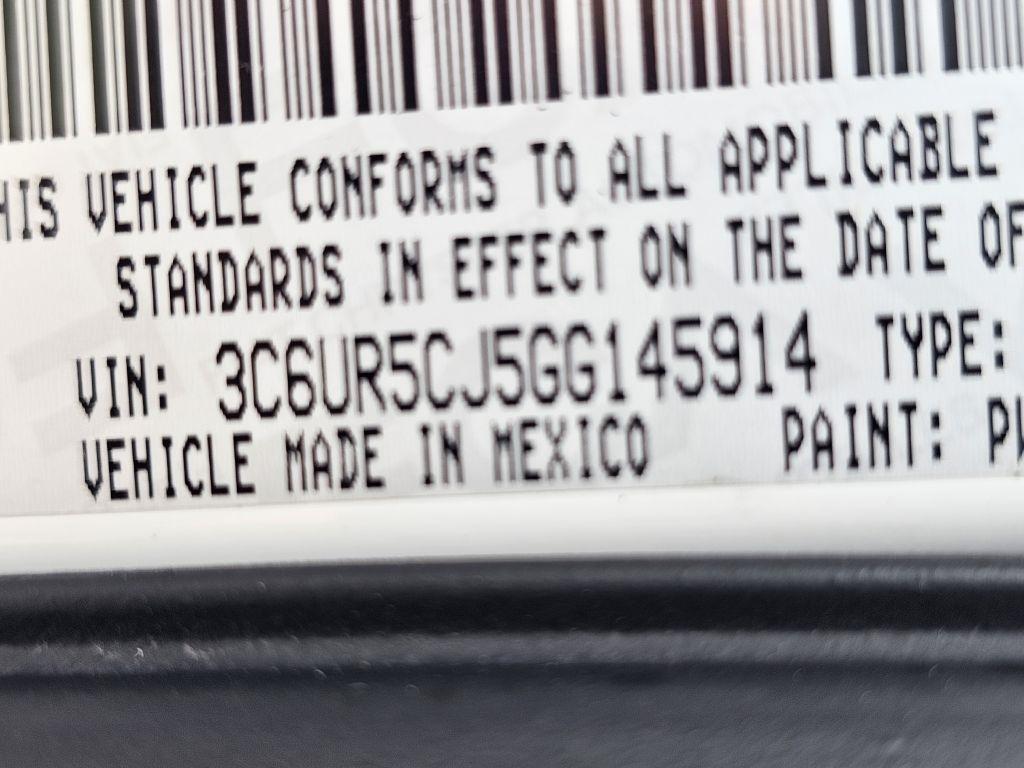 HIS VEHICLE CONFORMS TO ALL APPLICABLE
STANDARDS IN EFFECT ON THE DATE OF
VIN: 3C6UR5CJ5GG145914 TYPE:
VEHICLE MADE IN MEXICO PAINT: PW